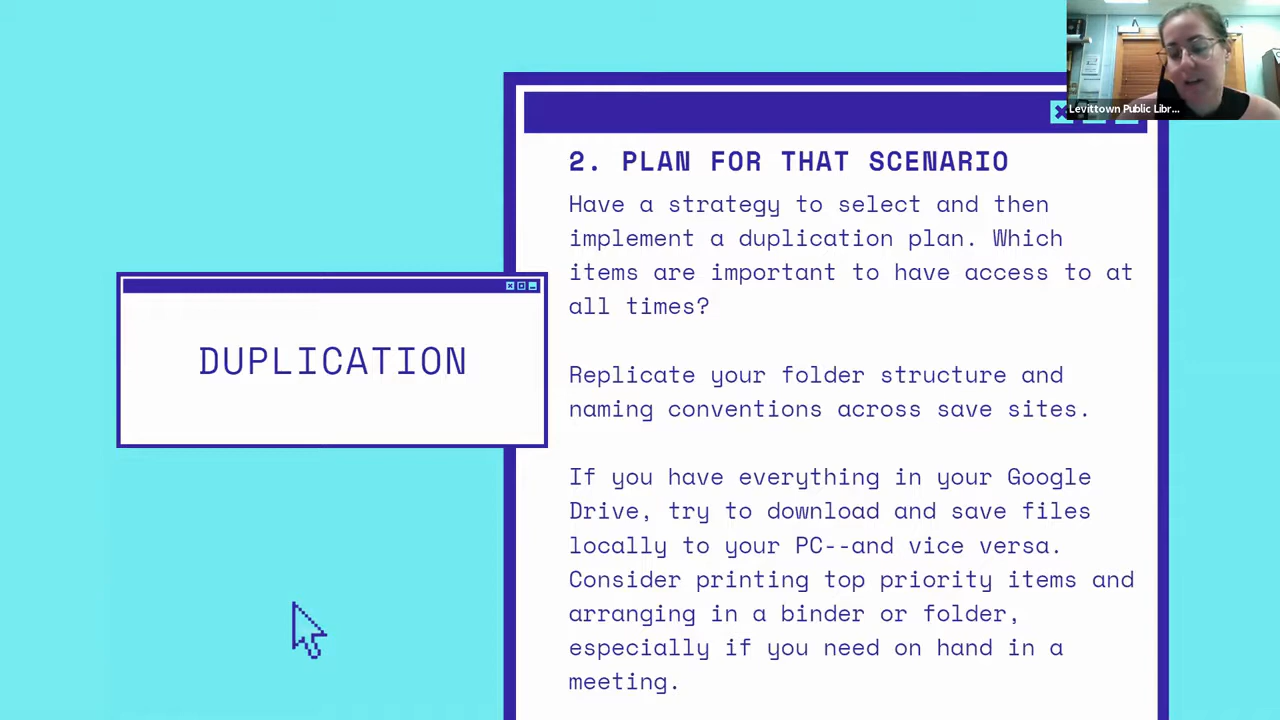 Levittown Public Libr...
2. PLAN FOR THAT SCENARIO
Have a strategy to select and then
implement a duplication plan. Which
items are important to have access to at
all times?
DUPLICATION
Replicate your folder structure and
naming conventions across save sites.
If you have everything in your Google
Drive, try to download and save files
locally to your PC--and vice versa.
Consider printing top priority items and
arranging in a binder or folder,
especially if you need on hand in a
meeting.